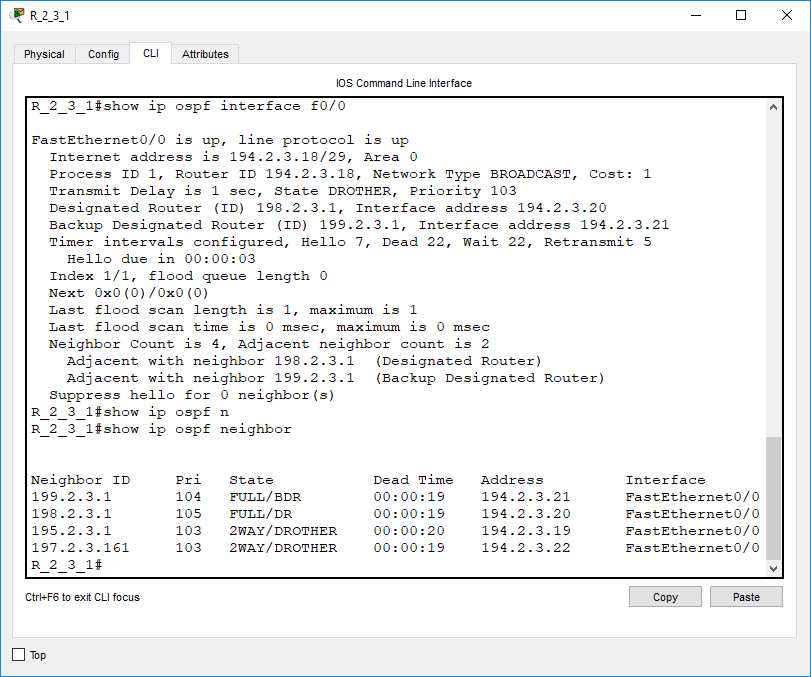 R_2_3_1
Physical Config CLI Attributes
IOS Command Line Interface
R_2_3_1#show ip ospf interface f0/0
FastEthernet0/0 is up, line protocol is up
Internet address is 194.2.3.18/29, Area 0
Process ID 1, Router ID 194.2.3.18, Network Type BROADCAST, Cost: 1
Transmit Delay is 1 sec, State DROTHER, Priority 103
Designated Router (ID) 198.2.3.1, Interface address 194.2.3.20
Backup Designated Router (ID) 199.2.3.1, Interface address 194.2.3.21
Timer intervals configured, Hello 7, Dead 22, Wait 22, Retransmit 5
Hello due in 00:00:03
Index 1/1, flood queue length 0
Next 0x0(0)/0x0(0)
Last flood scan length is 1, maximum is 1
Last flood scan time is 0 msec, maximum is 0 msec
Neighbor Count is 4, Adjacent neighbor count is 2
Adjacent with neighbor 198.2.3.1 (Designated Router)
Adjacent with neighbor 199.2.3.1 (Backup Designated Router)
Suppress hello for 0 neighbor(s)
R_2_3_1#show ip ospf n
R_2_3_1#show ip ospf neighbor
Neighbor ID Pri State Dead Time Address Interface
199.2.3.1 104 FULL/BDR 00:00:19 194.2.3.21 FastEthernet0/0
198.2.3.1 105 FULL/DR 00:00:19 194.2.3.20 FastEthernet0/0
195.2.3.1 103 2WAY/DROTHER 00:00:20 194.2.3.19 FastEthernet0/0
197.2.3.161 103 2WAY/DROTHER 00:00:19 194.2.3.22 FastEthernet0/0
R_2_3_1#
Ctrl+F6 to exit CLI focus
Copy Paste
Top